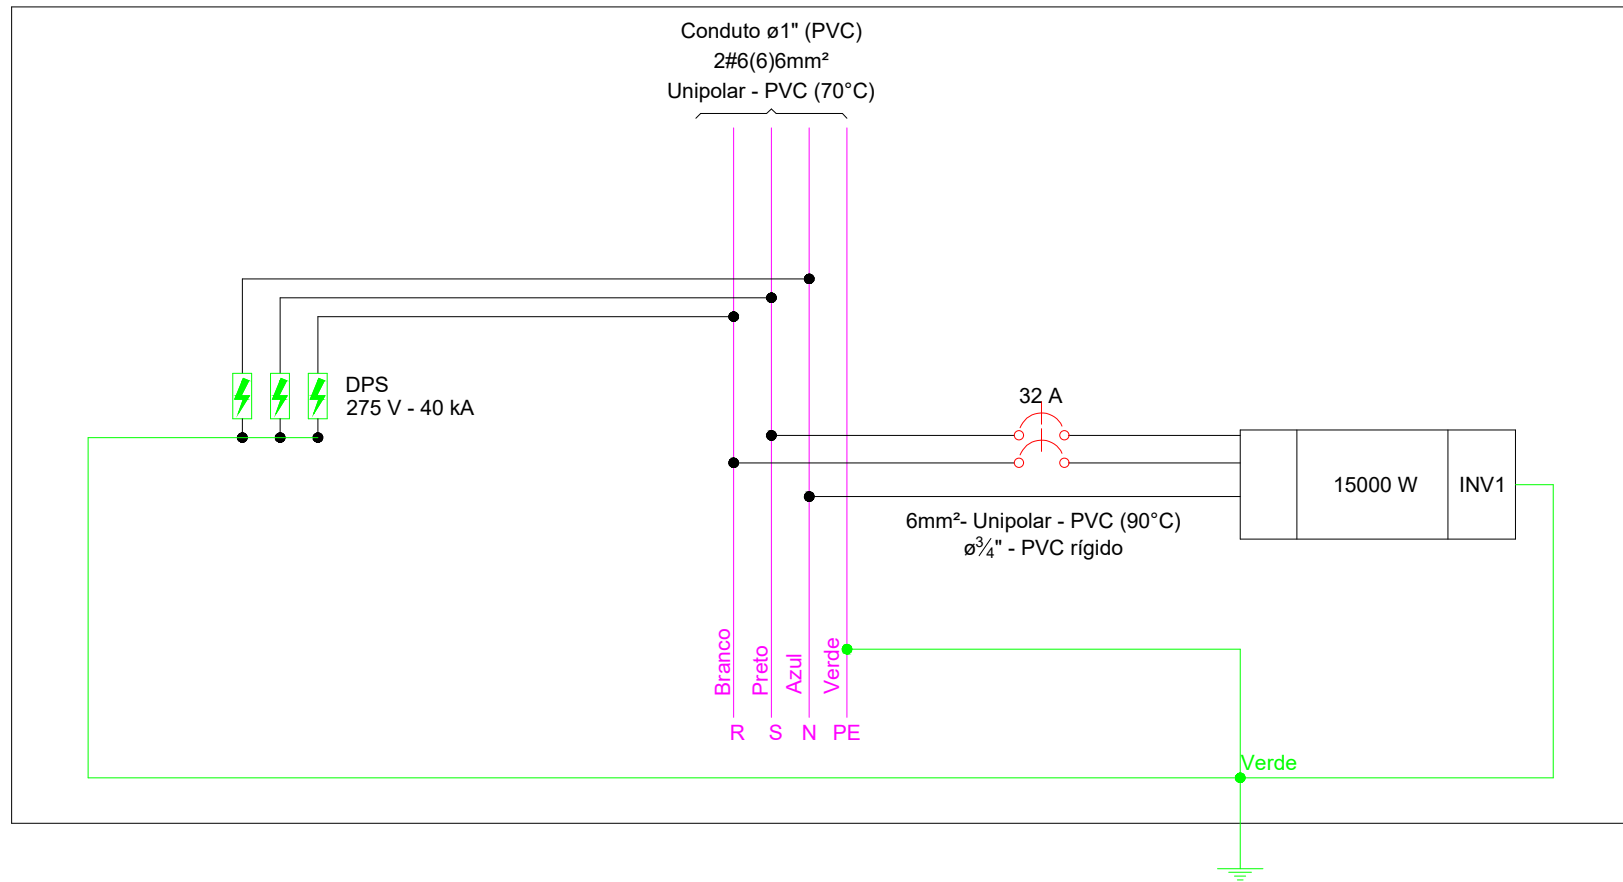 Conduto ø1" (PVC)
2#6(6)6mm²
Unipolar - PVC (70°C)
DPS
275 V - 40 kA
32 A
15000 W
INV1
6mm²- Unipolar - PVC (90°C)
ø¾" - PVC rígido
Branco
Preto
Azul
Verde
R
S
N
PE
Verde